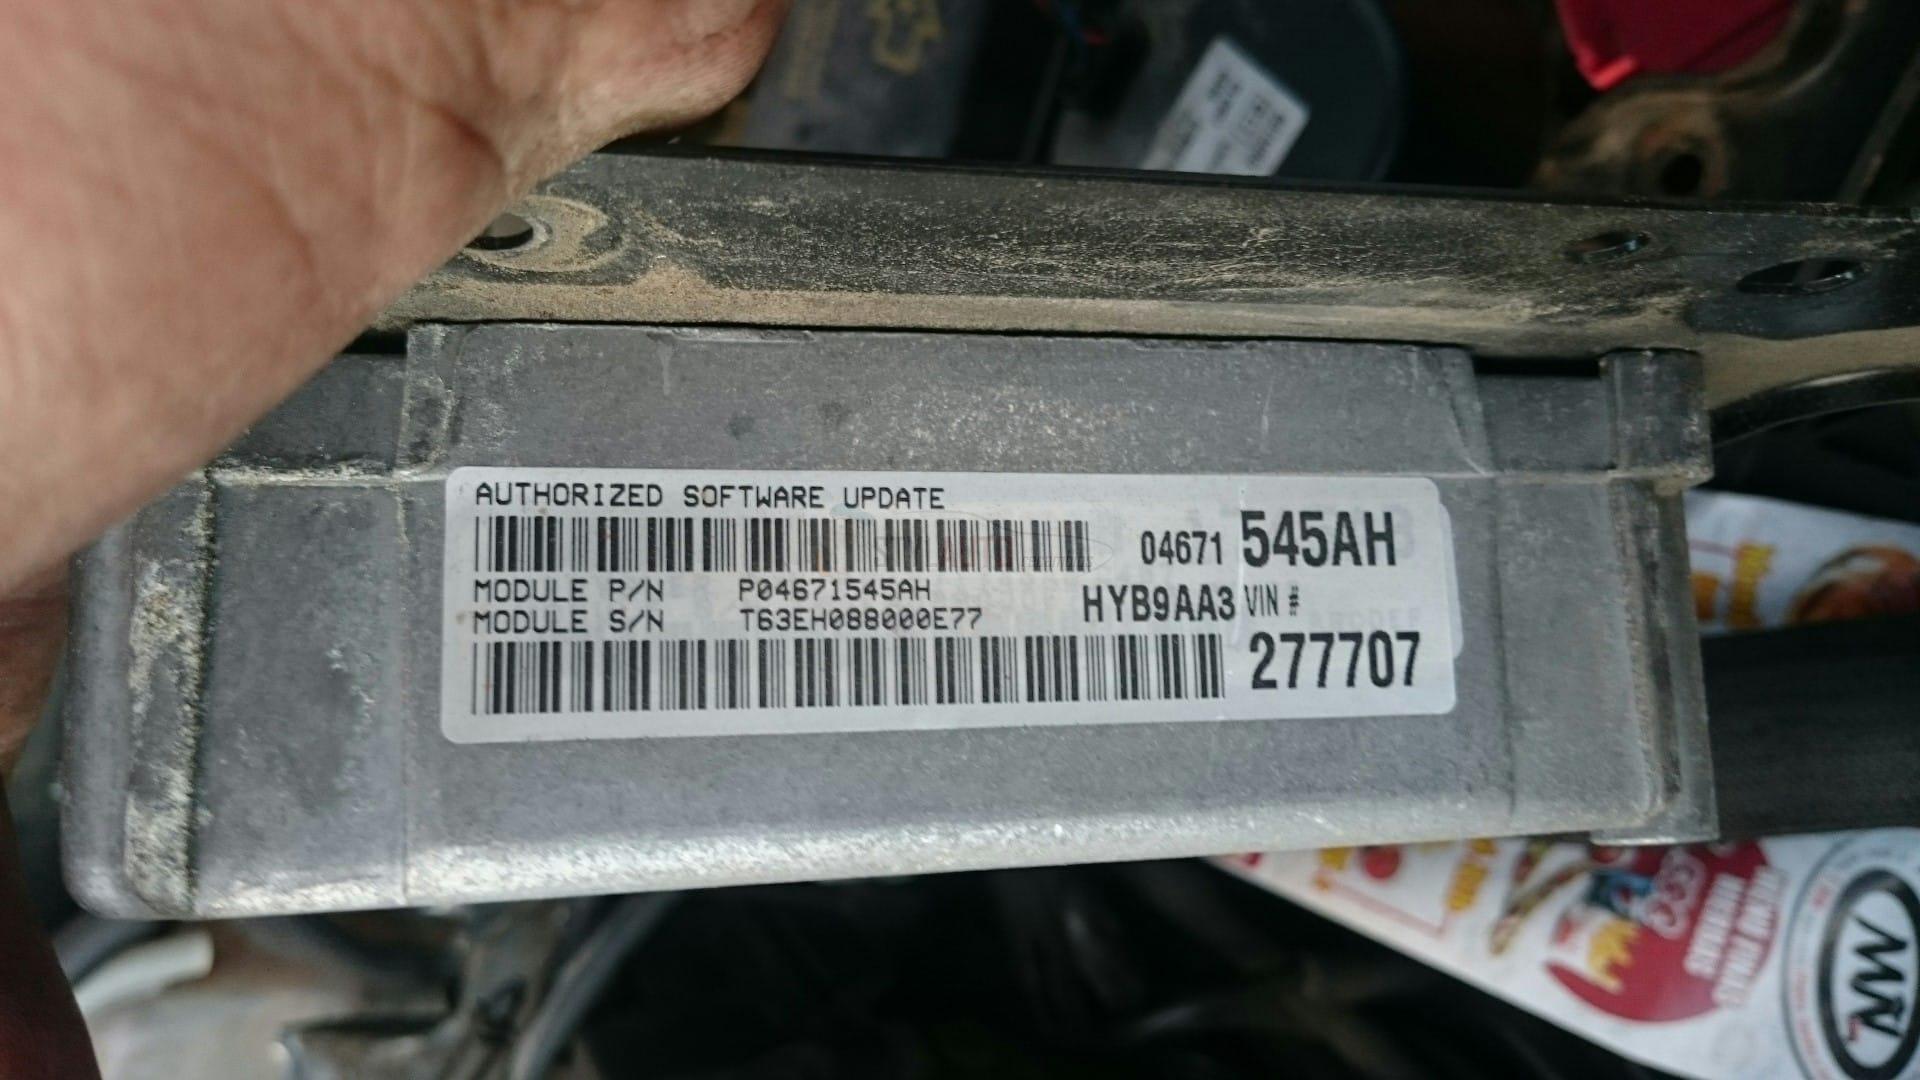 AUTHORIZED SOFTWARE UPDATE
04671 545AH
MODULE P/N P04671545AH
MODULE S/N T63EH088000E77
HYB9AA3 VIN #
277707